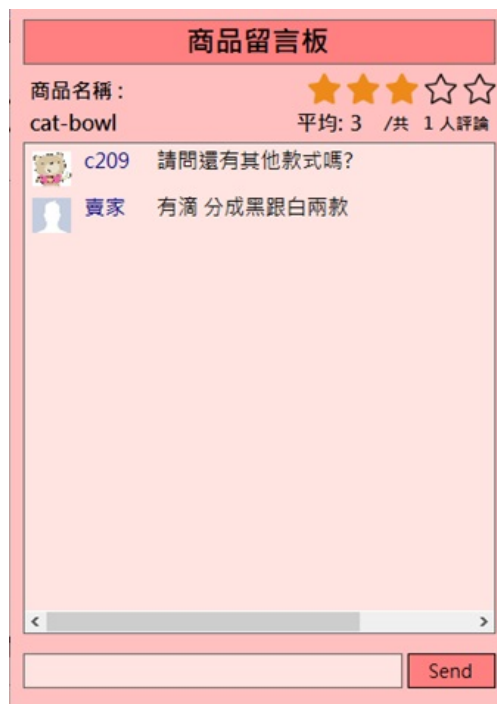 商品留言板
商品名稱 :
cat-bowl 平均: 3 /共 1 人評論
c209 請問還有其他款式嗎?
賣家 有滴 分成黑跟白兩款
Send